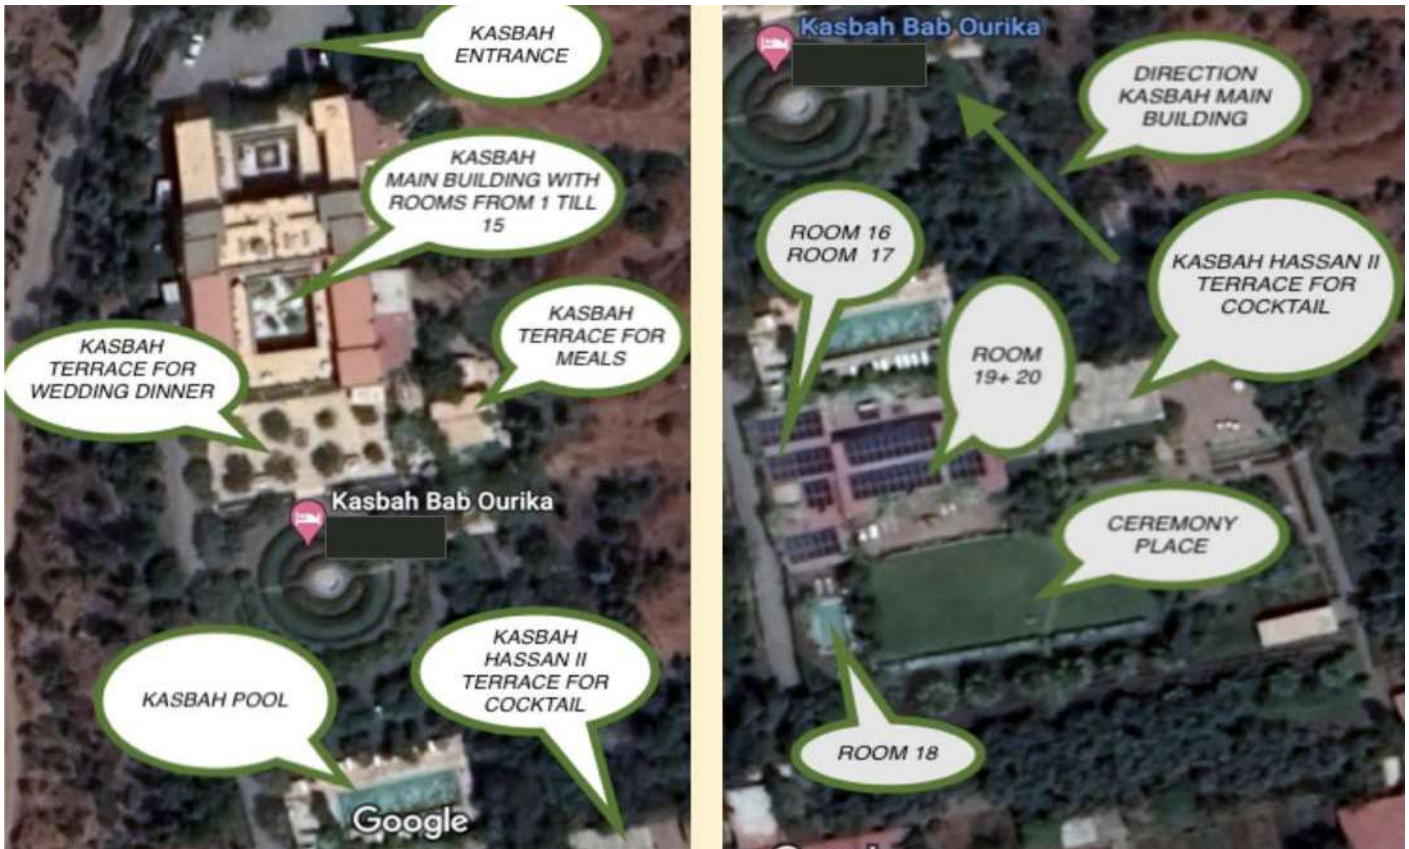 KASBAH
ENTRANCE
KASBAH
MAIN BUILDING WITH
ROOMS FROM 1 TILL
15
KASBAH
TERRACE FOR
MEALS
KASBAH
TERRACE FOR
WEDDING DINNER
Kasbah Bab Ourika
KASBAH
HASSAN II
TERRACE FOR
COCKTAIL
KASBAH POOL
Google
Kasbah Bab Ourika
DIRECTION
KASBAH MAIN
BUILDING
ROOM 16
ROOM 17
KASBAH HASSAN II
TERRACE FOR
COCKTAIL
ROOM
19+ 20
CEREMONY
PLACE
ROOM 18